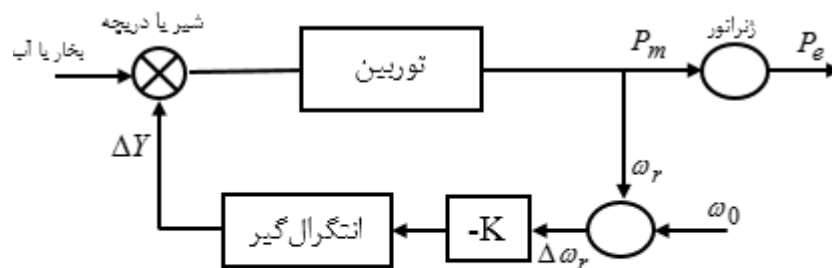 شیر یا دریچه
بخار یا آب
توربین
P_m
ژنراتور
P_e
ΔY
ω_r
انتگرال‌گیر
-K
Δω_r
ω_0